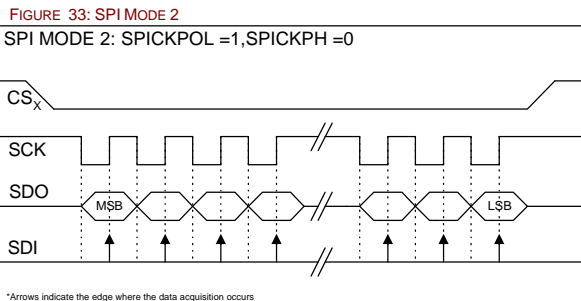 FIGURE 33: SPI MODE 2
SPI MODE 2: SPICKPOL =1,SPICKPH =0
CSX
SCK
SDO
MSB
LSB
SDI
*Arrows indicate the edge where the data acquisition occurs